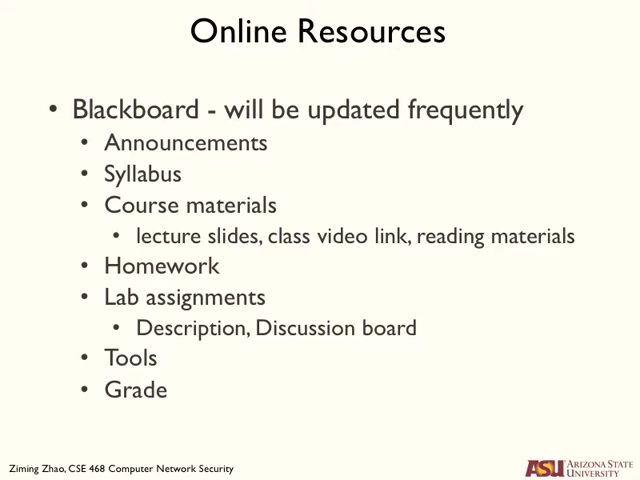 Online Resources
• Blackboard - will be updated frequently
• Announcements
• Syllabus
• Course materials
• lecture slides, class video link, reading materials
• Homework
• Lab assignments
• Description, Discussion board
• Tools
• Grade
Ziming Zhao, CSE 468 Computer Network Security
ASU ARIZONA STATE
UNIVERSITY